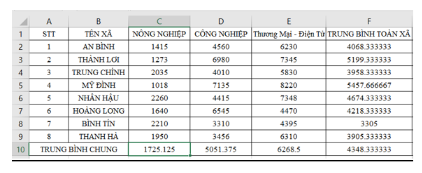 A B C D E F
1 STT TÊN XÃ NÔNG NGHIỆP CÔNG NGHIỆP Thương Mại - Điện Tử TRUNG BÌNH TOÀN XÃ
2 1 AN BÌNH 1415 4560 6230 4068.333333
3 2 THÀNH LỢI 1273 6980 7345 5199.333333
4 3 TRUNG CHÍNH 2035 4010 5830 3958.333333
5 4 MỸ ĐÌNH 1018 7135 8220 5457.666667
6 5 NHÂN HẬU 2260 4415 7348 4674.333333
7 6 HOÀNG LONG 1640 6545 4470 4218.333333
8 7 BÌNH TÍN 2210 3310 4395 3305
9 8 THANH HÀ 1950 3456 6310 3905.333333
10 TRUNG BÌNH CHUNG 1725.125 5051.375 6268.5 4348.333333